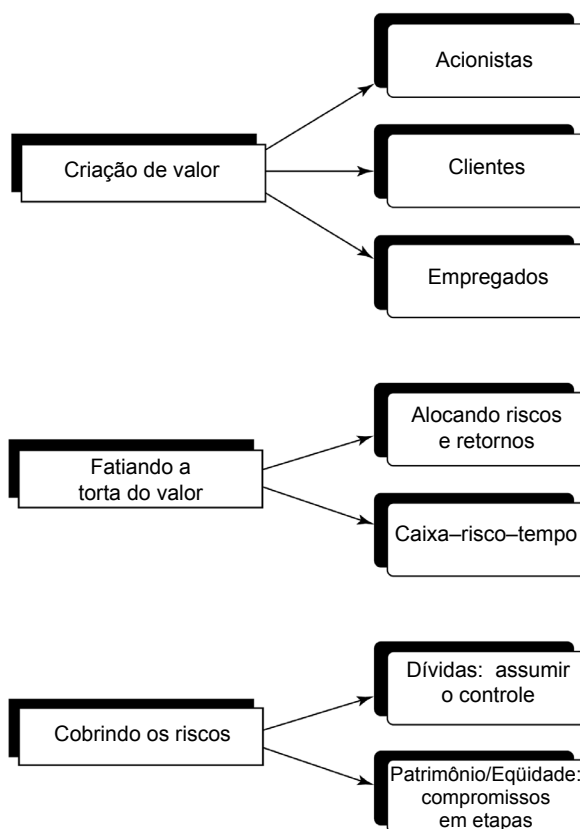 Criação de valor
Acionistas
Clientes
Empregados
Fatiando a
torta do valor
Alocando riscos
e retornos
Caixa–risco–tempo
Cobrindo os riscos
Dívidas: assumir
o controle
Patrimônio/Eqüidade:
compromissos
em etapas